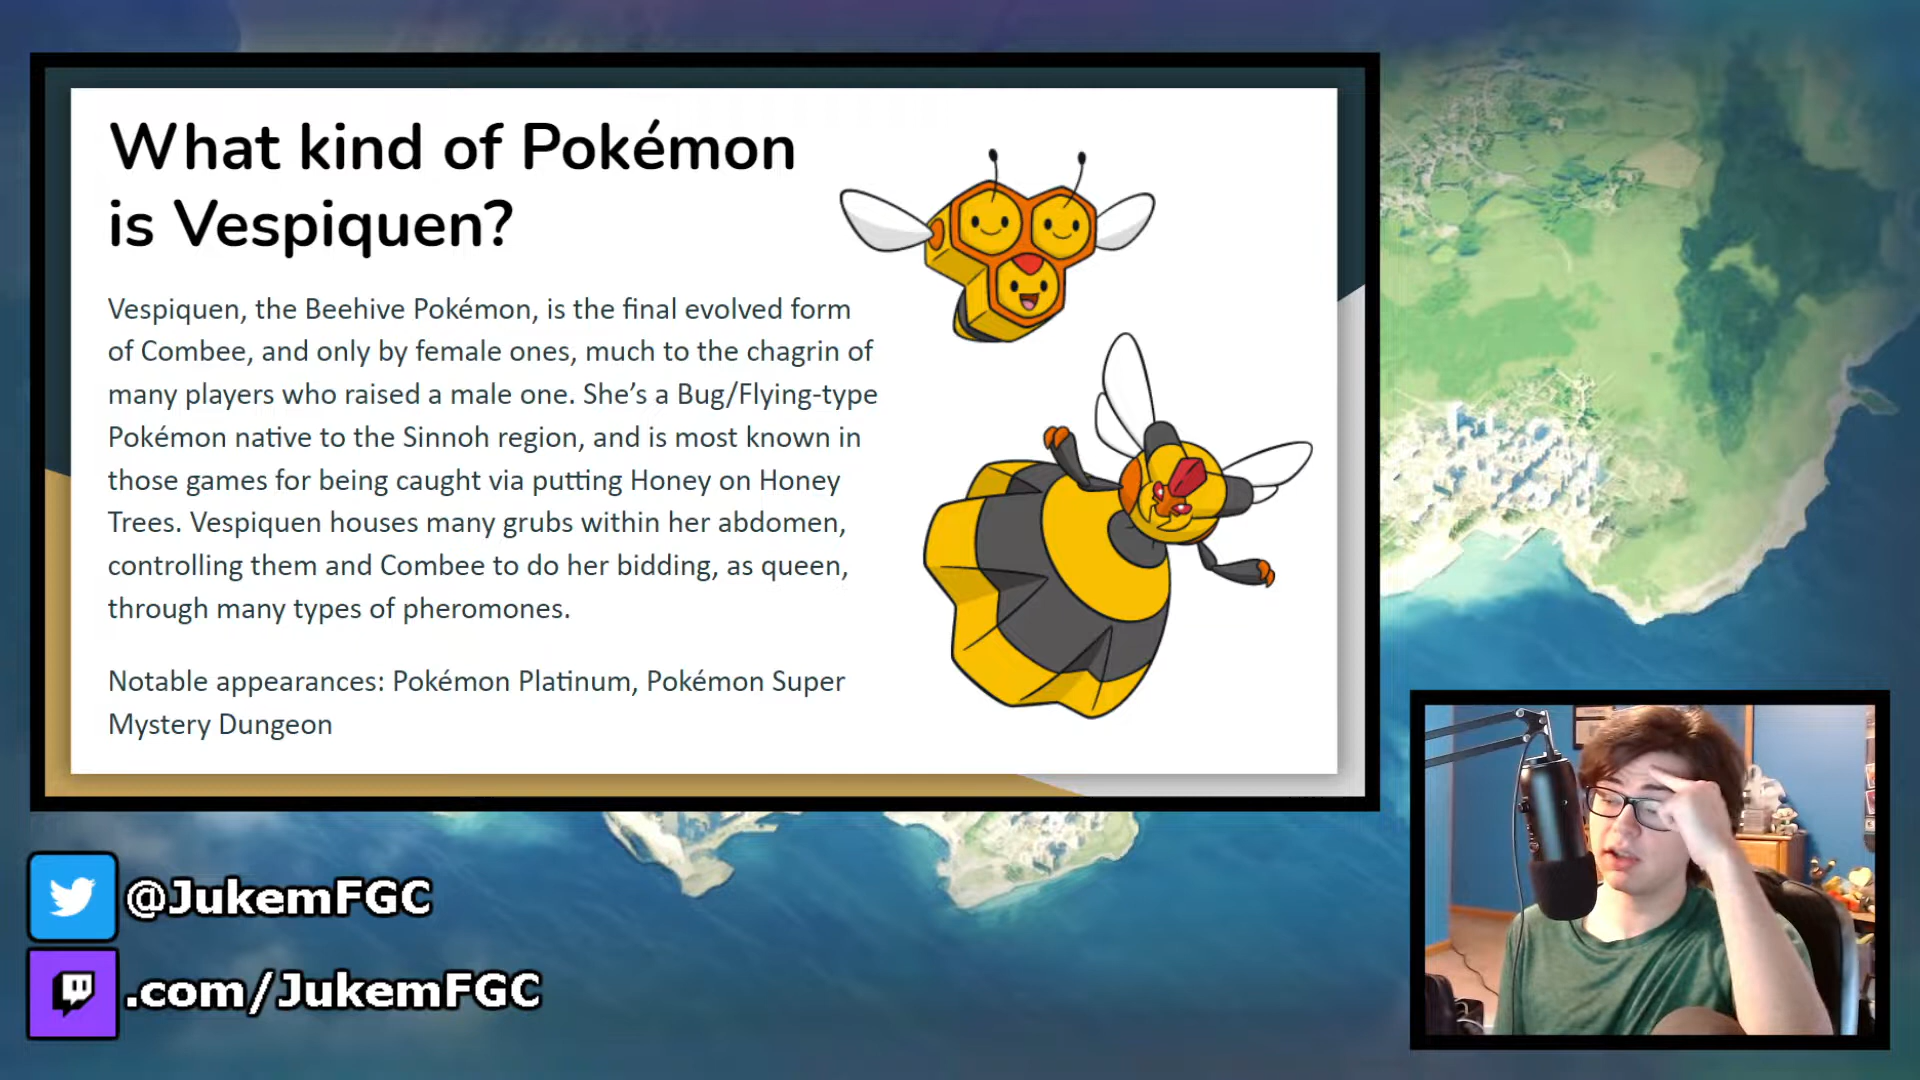 What kind of Pokémon
is Vespiquen?
Vespiquen, the Beehive Pokémon, is the final evolved form
of Combee, and only by female ones, much to the chagrin of
many players who raised a male one. She’s a Bug/Flying-type
Pokémon native to the Sinnoh region, and is most known in
those games for being caught via putting Honey on Honey
Trees. Vespiquen houses many grubs within her abdomen,
controlling them and Combee to do her bidding, as queen,
through many types of pheromones.
Notable appearances: Pokémon Platinum, Pokémon Super
Mystery Dungeon
@JukemFGC
.com/JukemFGC